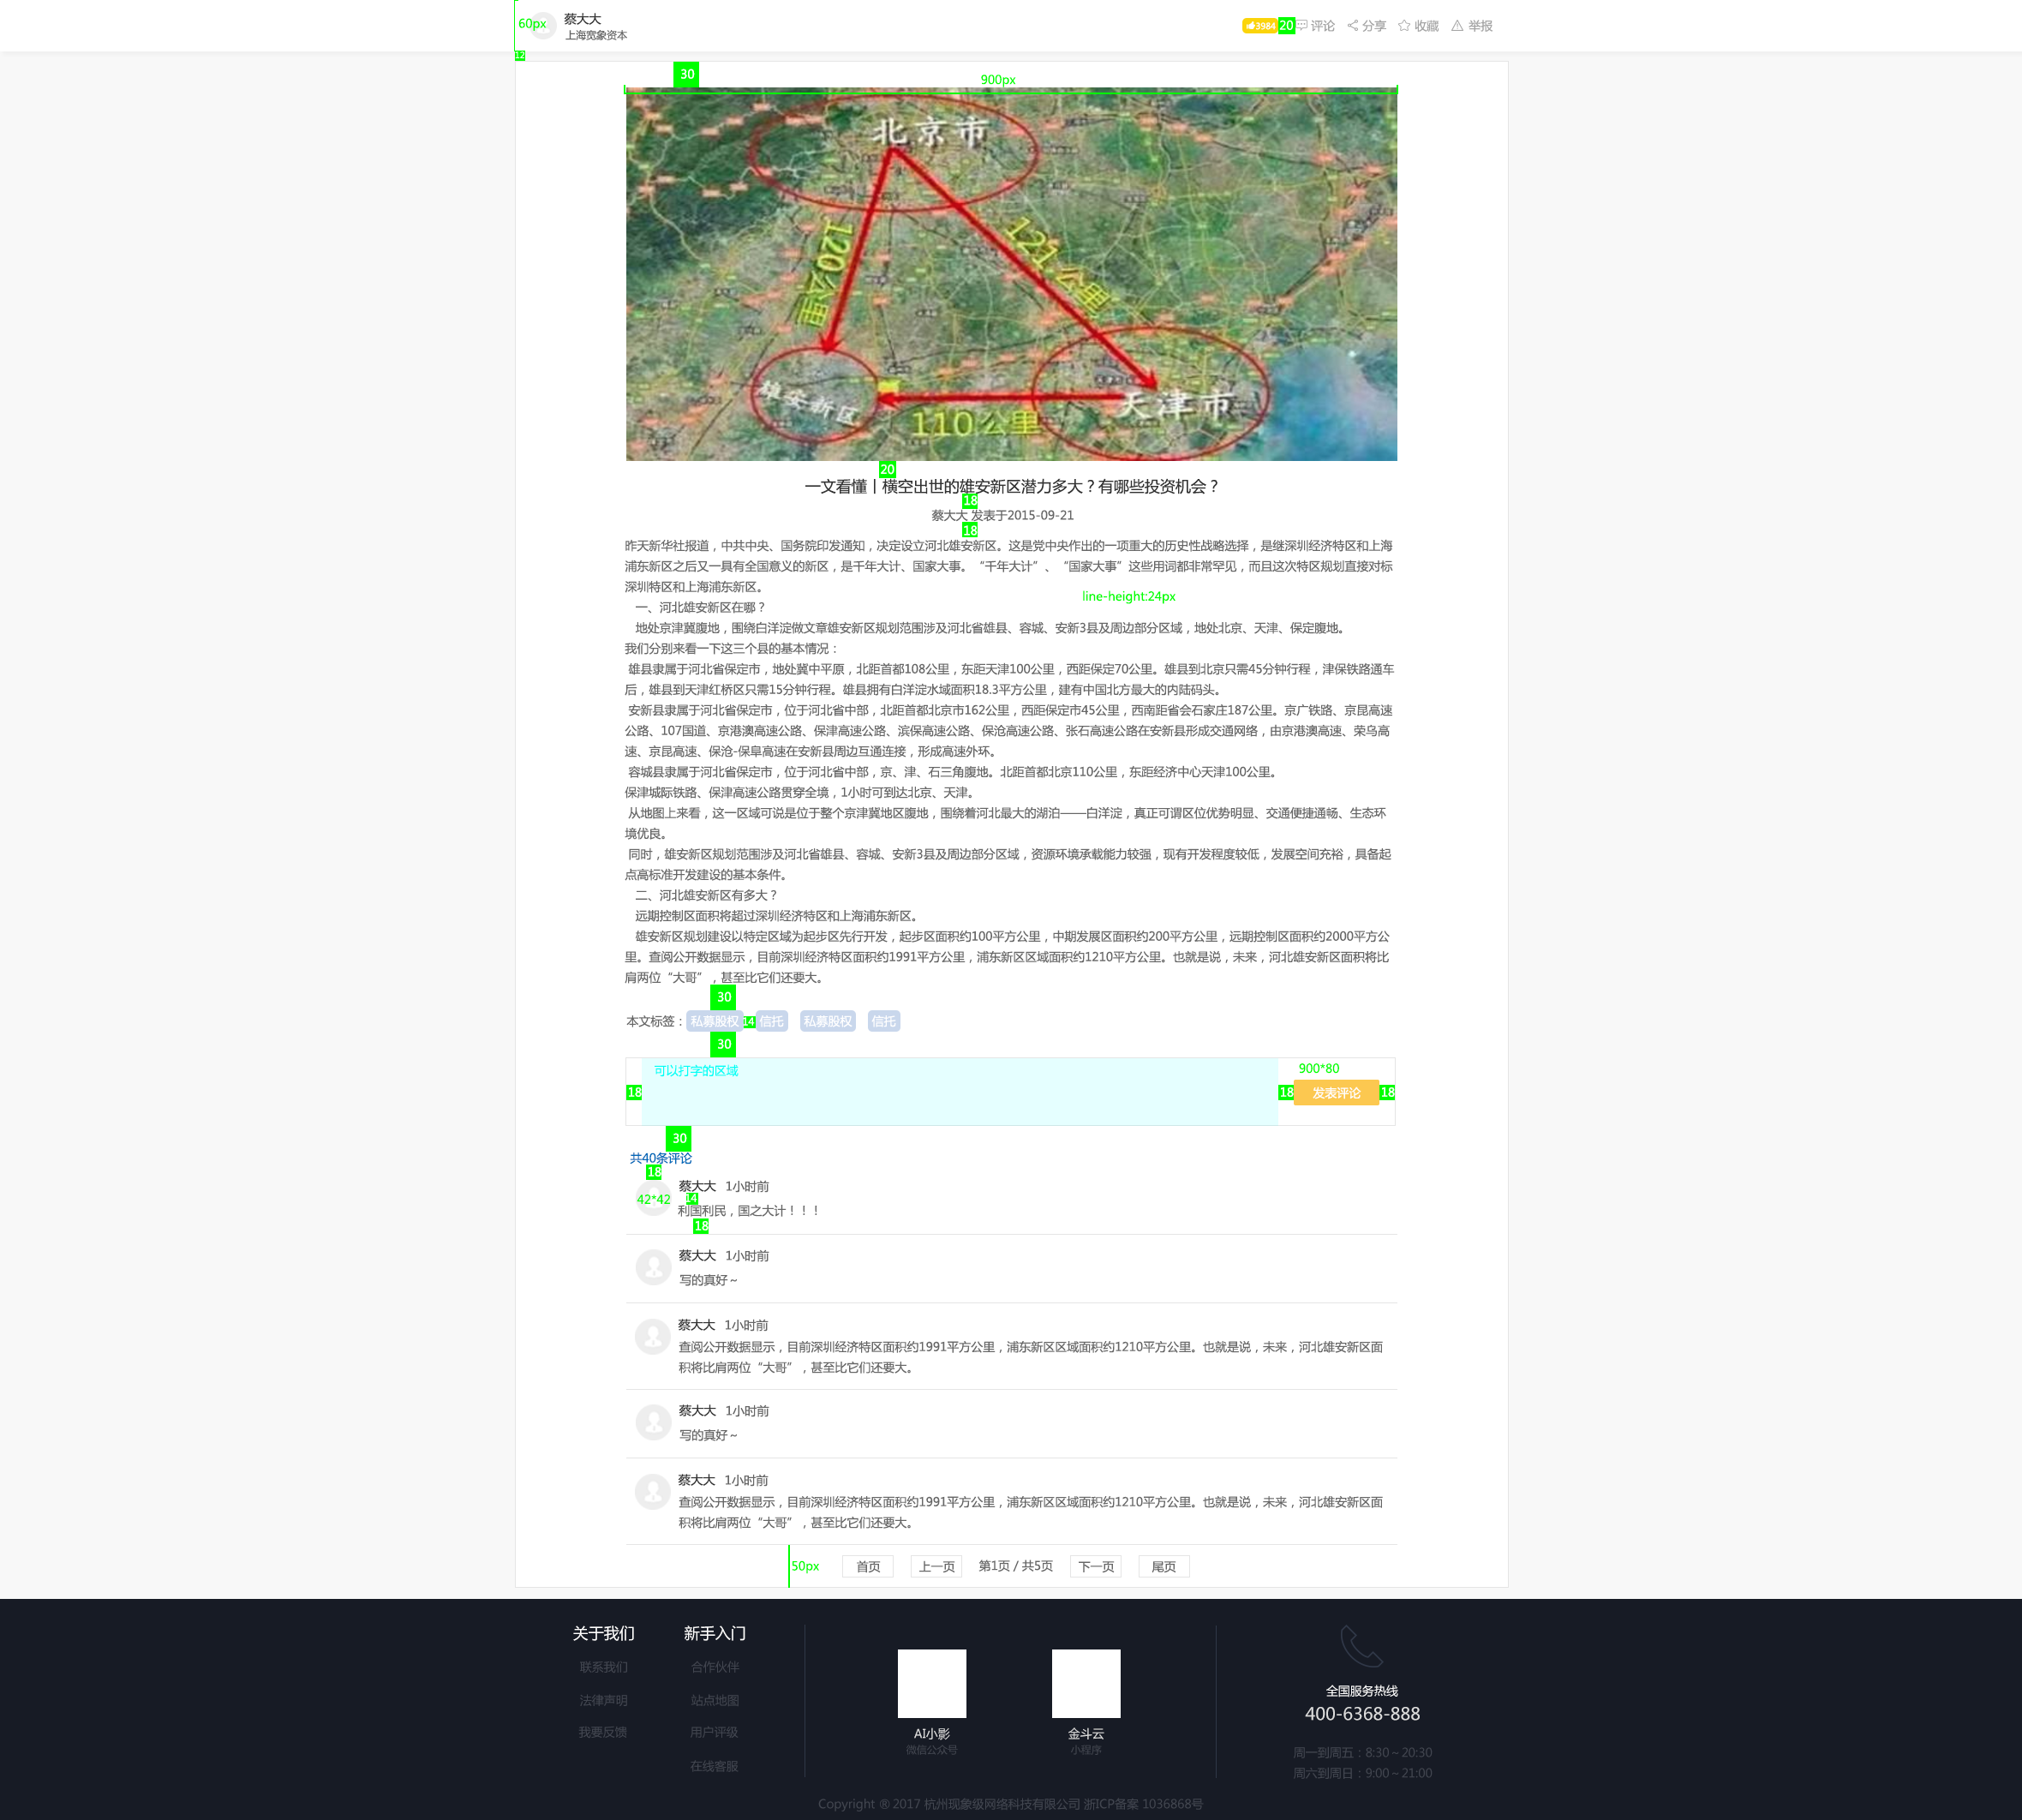 60px
蔡大大
上海宽象资本
3984 20 评论 分享 收藏 举报
12
30
900px
北京市
120公里
121公里
雄安新区
天津市
110公里
20
一文看懂丨横空出世的雄安新区潜力多大？有哪些投资机会？
18
蔡大大 发表于2015-09-21
18
昨天新华社报道，中共中央、国务院印发通知，决定设立河北雄安新区。这是党中央作出的一项重大的历史性战略选择，是继深圳经济特区和上海
浦东新区之后又一具有全国意义的新区，是千年大计、国家大事。“千年大计”、“国家大事”这些用词都非常罕见，而且这次特区规划直接对标
深圳特区和上海浦东新区。
line-height:24px
一、河北雄安新区在哪？
地处京津冀腹地，围绕白洋淀做文章雄安新区规划范围涉及河北省雄县、容城、安新3县及周边部分区域，地处北京、天津、保定腹地。
我们分别来看一下这三个县的基本情况：
雄县隶属于河北省保定市，地处冀中平原，北距首都108公里，东距天津100公里，西距保定70公里。雄县到北京只需45分钟行程，津保铁路通车
后，雄县到天津红桥区只需15分钟行程。雄县拥有白洋淀水域面积18.3平方公里，建有中国北方最大的内陆码头。
安新县隶属于河北省保定市，位于河北省中部，北距首都北京市162公里，西距保定市45公里，西南距省会石家庄187公里。京广铁路、京昆高速
公路、107国道、京港澳高速公路、保津高速公路、滨保高速公路、保沧高速公路、张石高速公路在安新县形成交通网络，由京港澳高速、荣乌高
速、京昆高速、保沧-保阜高速在安新县周边互通连接，形成高速外环。
容城县隶属于河北省保定市，位于河北省中部，京、津、石三角腹地。北距首都北京110公里，东距经济中心天津100公里。
保津城际铁路、保津高速公路贯穿全境，1小时可到达北京、天津。
从地图上来看，这一区域可说是位于整个京津冀地区腹地，围绕着河北最大的湖泊——白洋淀，真正可谓区位优势明显、交通便捷通畅、生态环
境优良。
同时，雄安新区规划范围涉及河北省雄县、容城、安新3县及周边部分区域，资源环境承载能力较强，现有开发程度较低，发展空间充裕，具备起
点高标准开发建设的基本条件。
二、河北雄安新区有多大？
远期控制区面积将超过深圳经济特区和上海浦东新区。
雄安新区规划建设以特定区域为起步区先行开发，起步区面积约100平方公里，中期发展区面积约200平方公里，远期控制区面积约2000平方公
里。查阅公开数据显示，目前深圳经济特区面积约1991平方公里，浦东新区区域面积约1210平方公里。也就是说，未来，河北雄安新区面积将比
肩两位“大哥”，甚至比它们还要大。
30
本文标签：私募股权 14 信托 私募股权 信托
30
可以打字的区域
900*80
18 18 发表评论 18
30
共40条评论
18
蔡大大 1小时前
42*42 14
利国利民，国之大计！！！
18
蔡大大 1小时前
写的真好～
蔡大大 1小时前
查阅公开数据显示，目前深圳经济特区面积约1991平方公里，浦东新区区域面积约1210平方公里。也就是说，未来，河北雄安新区面
积将比肩两位“大哥”，甚至比它们还要大。
蔡大大 1小时前
写的真好～
蔡大大 1小时前
查阅公开数据显示，目前深圳经济特区面积约1991平方公里，浦东新区区域面积约1210平方公里。也就是说，未来，河北雄安新区面
积将比肩两位“大哥”，甚至比它们还要大。
50px 首页 上一页 第1页 / 共5页 下一页 尾页
关于我们
联系我们
法律声明
我要反馈
新手入门
合作伙伴
站点地图
用户评级
在线客服
AI小影
微信公众号
金斗云
小程序
全国服务热线
400-6368-888
周一到周五：8:30～20:30
周六到周日：9:00～21:00
Copyright ® 2017 杭州现象级网络科技有限公司 浙ICP备案 1036868号